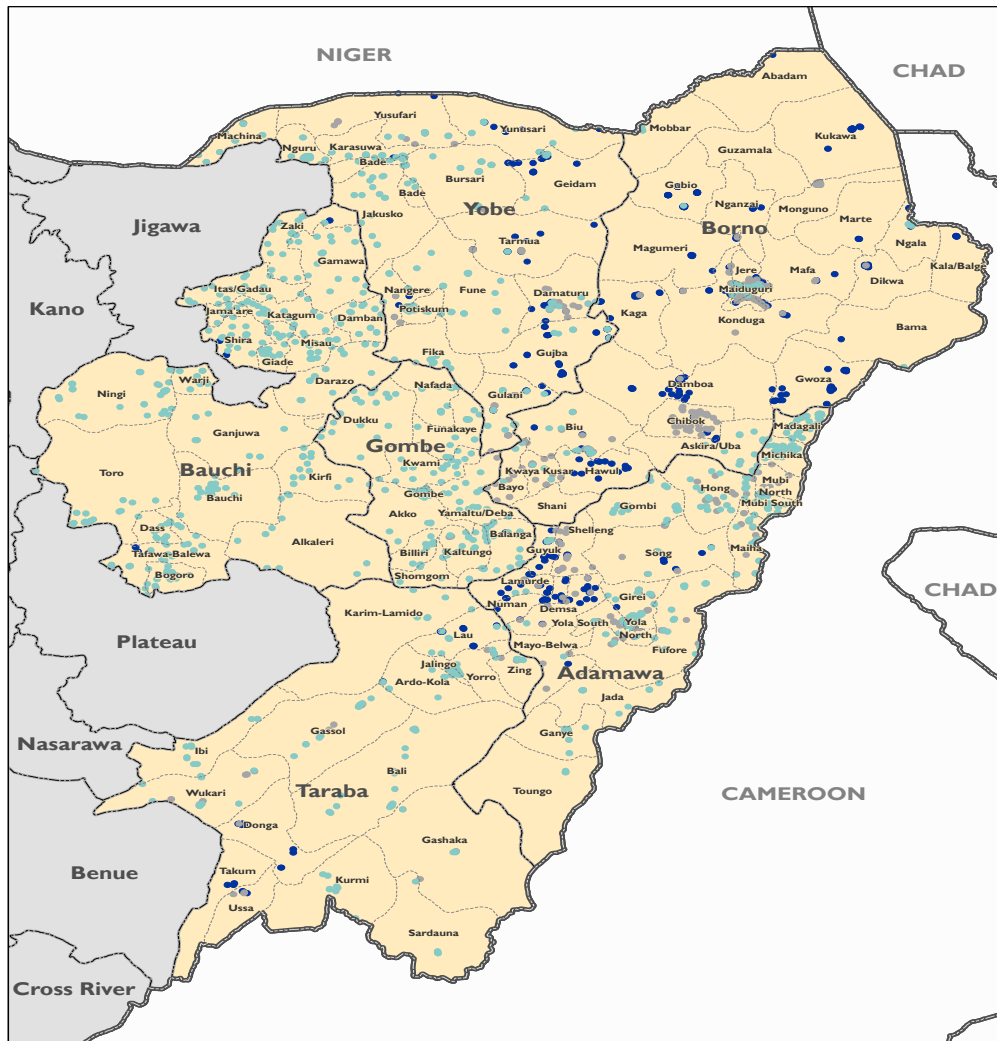 NIGER
CHAD
Abadam
Yusufari
Yunusari
Machina
Mobbar
Kukawa
Nguru
Karasuwa
Guzamala
Bade
Bursari
Geidam
Gubio
Bade
Nganzai
Monguno
Jakusko
Yobe
Marte
Zaki
Borno
Jigawa
Tarmua
Magumeri
Ngala
Gamawa
Jere
Mafa
Kala/Balge
Itas/Gadau
Nangere
Fune
Damaturu
Maiduguri
Dikwa
Kano
Jama'are
Katagum
Damban
Potiskum
Kaga
Konduga
Shira
Misau
Bama
Giade
Fika
Gujba
Warji
Darazo
Nafada
Damboa
Gwoza
Ningi
Gulani
Dukku
Chibok
Madagali
Ganjuwa
Funakaye
Biu
Gombe
Askira/Uba
Michika
Toro
Bauchi
Kwami
Kwaya Kusar
Hawul
Kirfi
Mubi
North
Bayo
Hong
Bauchi
Gombe
Mubi South
Akko
Yamaltu/Deba
Shani
Gombi
Dass
Balanga
Shelleng
Alkaleri
Billiri
Kaltungo
Guyuk
Song
Maiha
Tafawa-Balewa
Bogoro
Shomgom
Lamurde
CHAD
Girei
Karim-Lamido
Numan
Demsa
Plateau
Lau
Yola South
Yola
North
Mayo-Belwa
Fufore
Jalingo
Zing
Adamawa
Ardo-Kola
Yorro
Jada
Gassol
Ganye
Nasarawa
Ibi
Bali
Wukari
Taraba
Toungo
CAMEROON
Donga
Gashaka
Benue
Takum
Kurmi
Ussa
Sardauna
Cross River